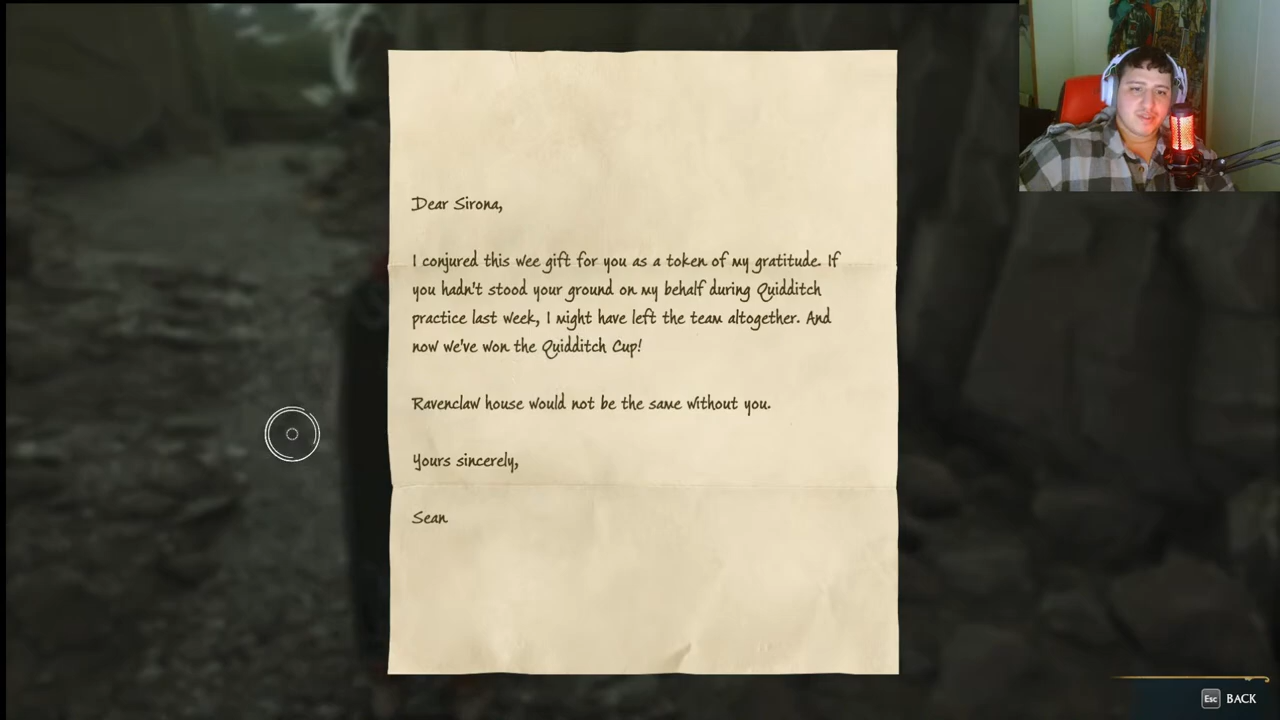 Dear Sirona,
I conjured this wee gift for you as a token of my gratitude. If
you hadn't stood your ground on my behalf during Quidditch
practice last week, I might have left the team altogether. And
now we've won the Quidditch Cup!
Ravenclaw house would not be the same without you.
Yours sincerely,
Sean
Esc BACK